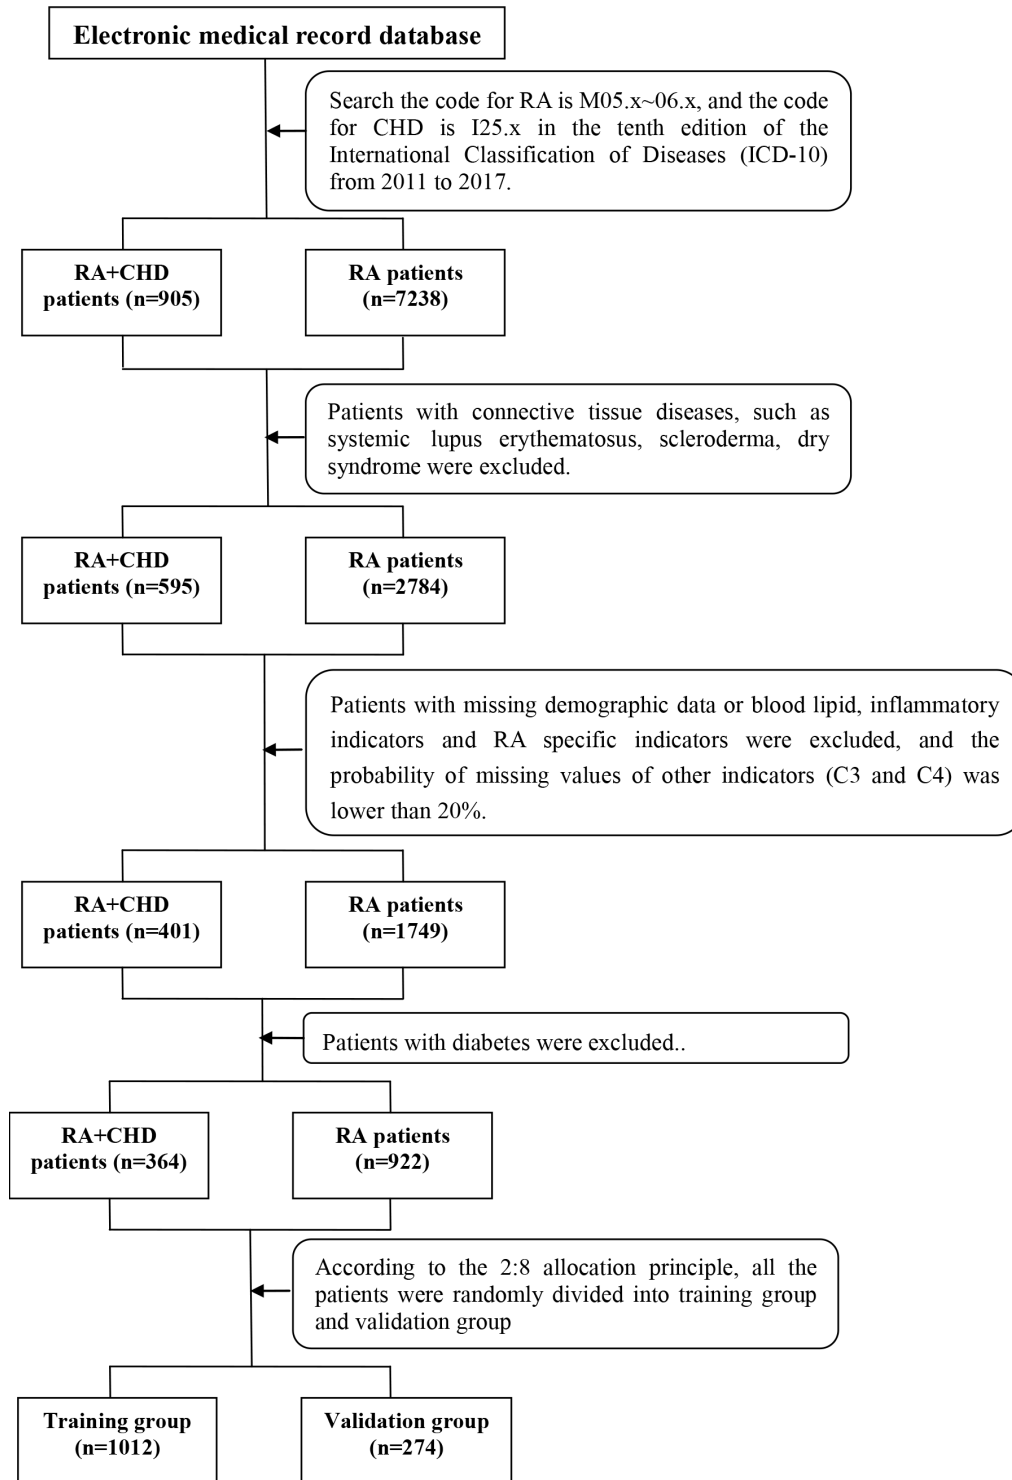 Electronic medical record database
Search the code for RA is M05.x~06.x, and the code
for CHD is I25.x in the tenth edition of the
International Classification of Diseases (ICD-10)
from 2011 to 2017.
RA+CHD
patients (n=905)
RA patients
(n=7238)
Patients with connective tissue diseases, such as
systemic lupus erythematosus, scleroderma, dry
syndrome were excluded.
RA+CHD
patients (n=595)
RA patients
(n=2784)
Patients with missing demographic data or blood lipid, inflammatory
indicators and RA specific indicators were excluded, and the
probability of missing values of other indicators (C3 and C4) was
lower than 20%.
RA+CHD
patients (n=401)
RA patients
(n=1749)
Patients with diabetes were excluded..
RA+CHD
patients (n=364)
RA patients
(n=922)
According to the 2:8 allocation principle, all the
patients were randomly divided into training group
and validation group
Training group
(n=1012)
Validation group
(n=274)